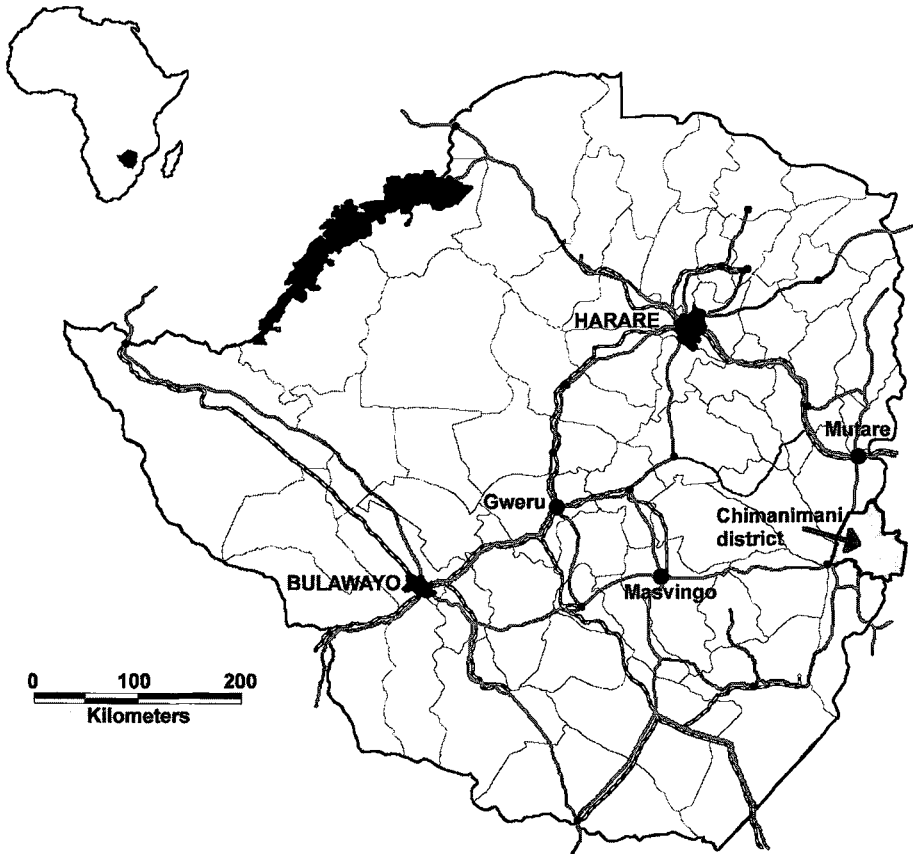 HARARE
Mutare
Gweru
Chimanimani
district
BULAWAYO
Masvingo
0 100 200
Kilometers